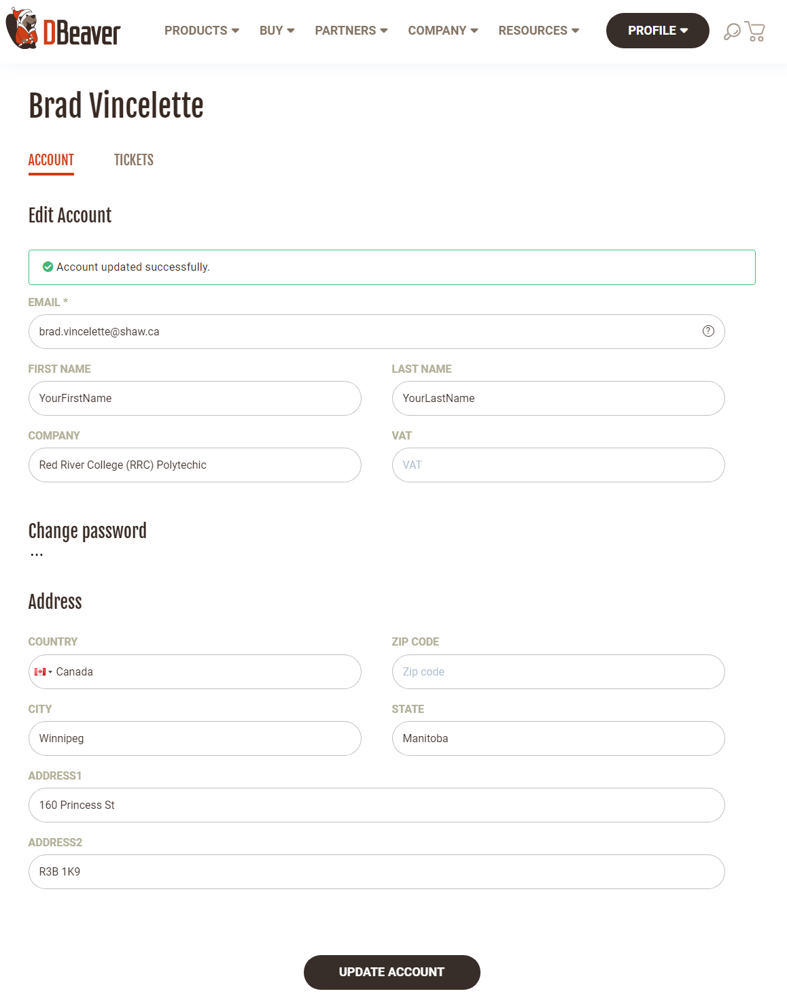 DBeaver PRODUCTS BUY PARTNERS COMPANY RESOURCES PROFILE
Brad Vincelette
ACCOUNT TICKETS
Edit Account
Account updated successfully.
EMAIL *
brad.vincelette@shaw.ca ?
FIRST NAME LAST NAME
YourFirstName YourLastName
COMPANY VAT
Red River College (RRC) Polytechic VAT
Change password
...
Address
COUNTRY ZIP CODE
Canada Zip code
CITY STATE
Winnipeg Manitoba
ADDRESS1
160 Princess St
ADDRESS2
R3B 1K9
UPDATE ACCOUNT